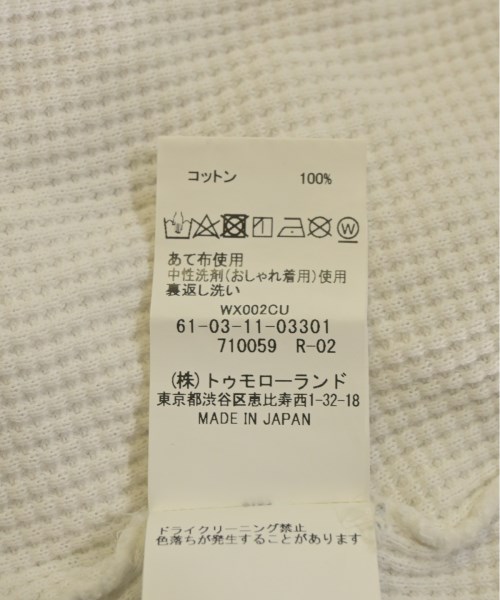 コットン 100%
あて布使用
中性洗剤(おしゃれ着用)使用
裏返し洗い
WX002CU
61-03-11-03301
710059 R-02
(株)トゥモローランド
東京都渋谷区恵比寿西1-32-18
MADE IN JAPAN
ドライクリーニング禁止
色落ちが発生することがあります